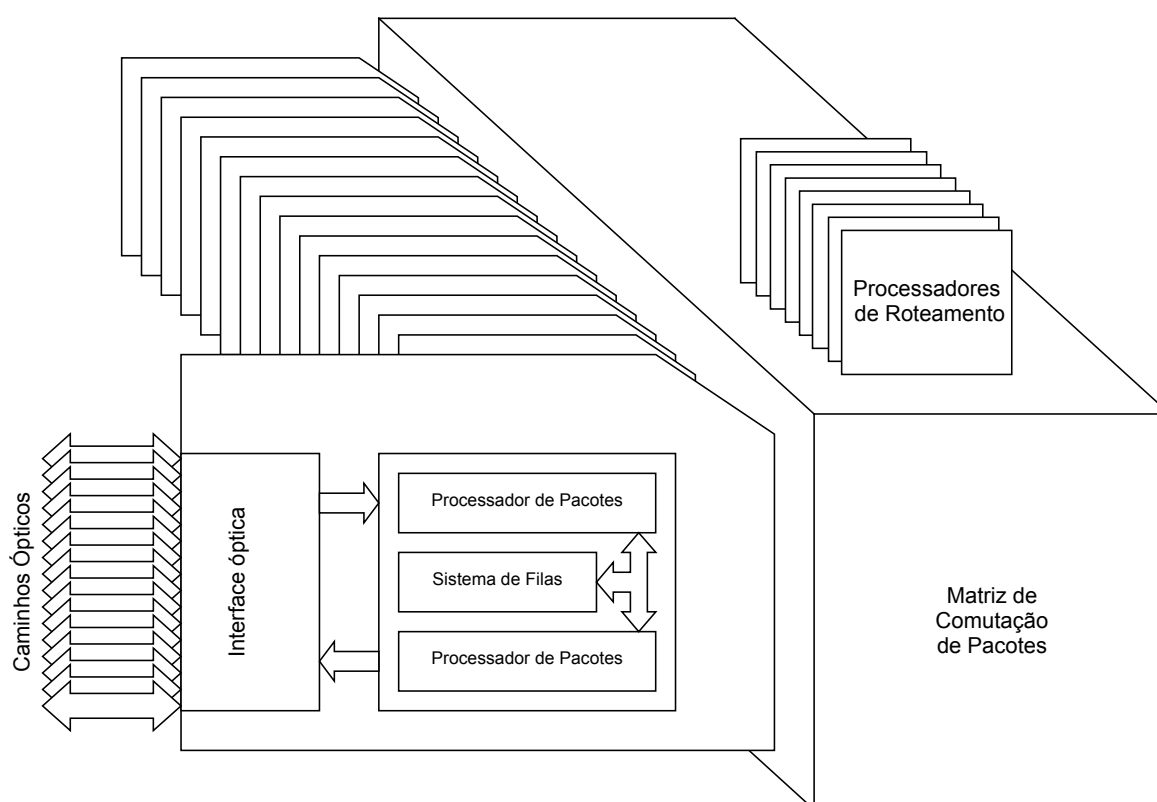 Processadores
de Roteamento
Caminhos Ópticos
Interface óptica
Processador de Pacotes
Sistema de Filas
Processador de Pacotes
Matriz de
Comutação
de Pacotes